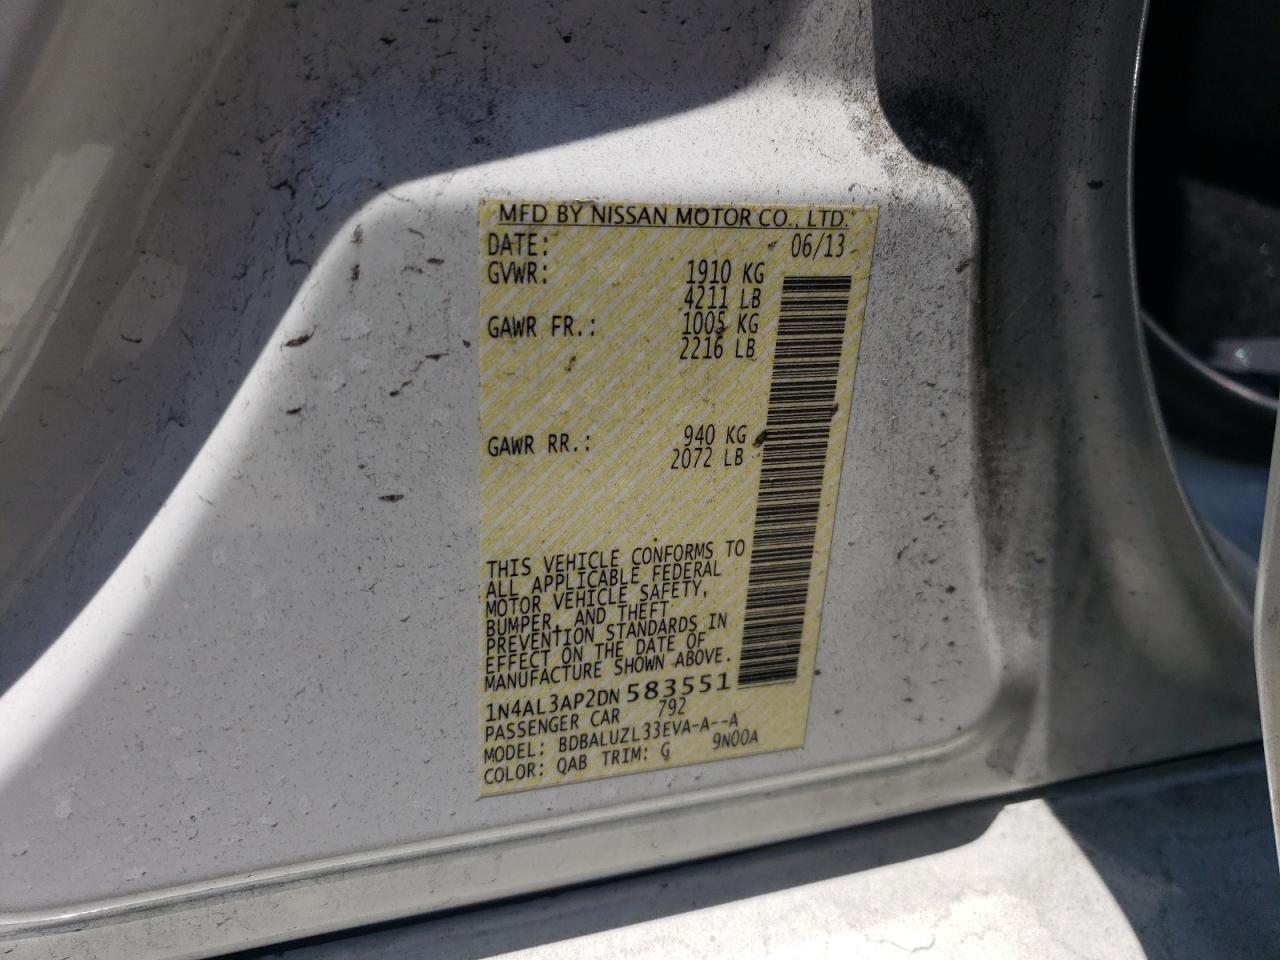 MFD BY NISSAN MOTOR CO., LTD.
DATE: 06/13
GVWR: 1910 KG
4211 LB
GAWR FR.: 1005 KG
2216 LB
GAWR RR.: 940 KG
2072 LB
THIS VEHICLE CONFORMS TO
ALL APPLICABLE FEDERAL
MOTOR VEHICLE SAFETY,
BUMPER, AND THEFT
PREVENTION STANDARDS IN
EFFECT ON THE DATE OF
MANUFACTURE SHOWN ABOVE.
1N4AL3AP2DN583551
PASSENGER CAR 792
MODEL: BDBALUZL33EVA-A--A
COLOR: QAB TRIM: G 9N00A